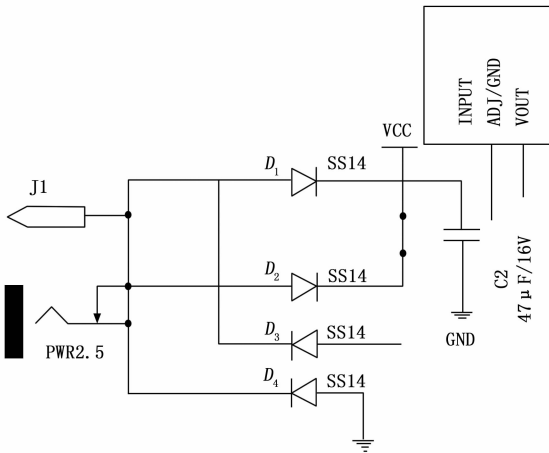 INPUT
ADJ/GND
VOUT
VCC
D1
SS14
J1
D2
SS14
C2
47μF/16V
GND
D3
SS14
PWR2.5
D4
SS14